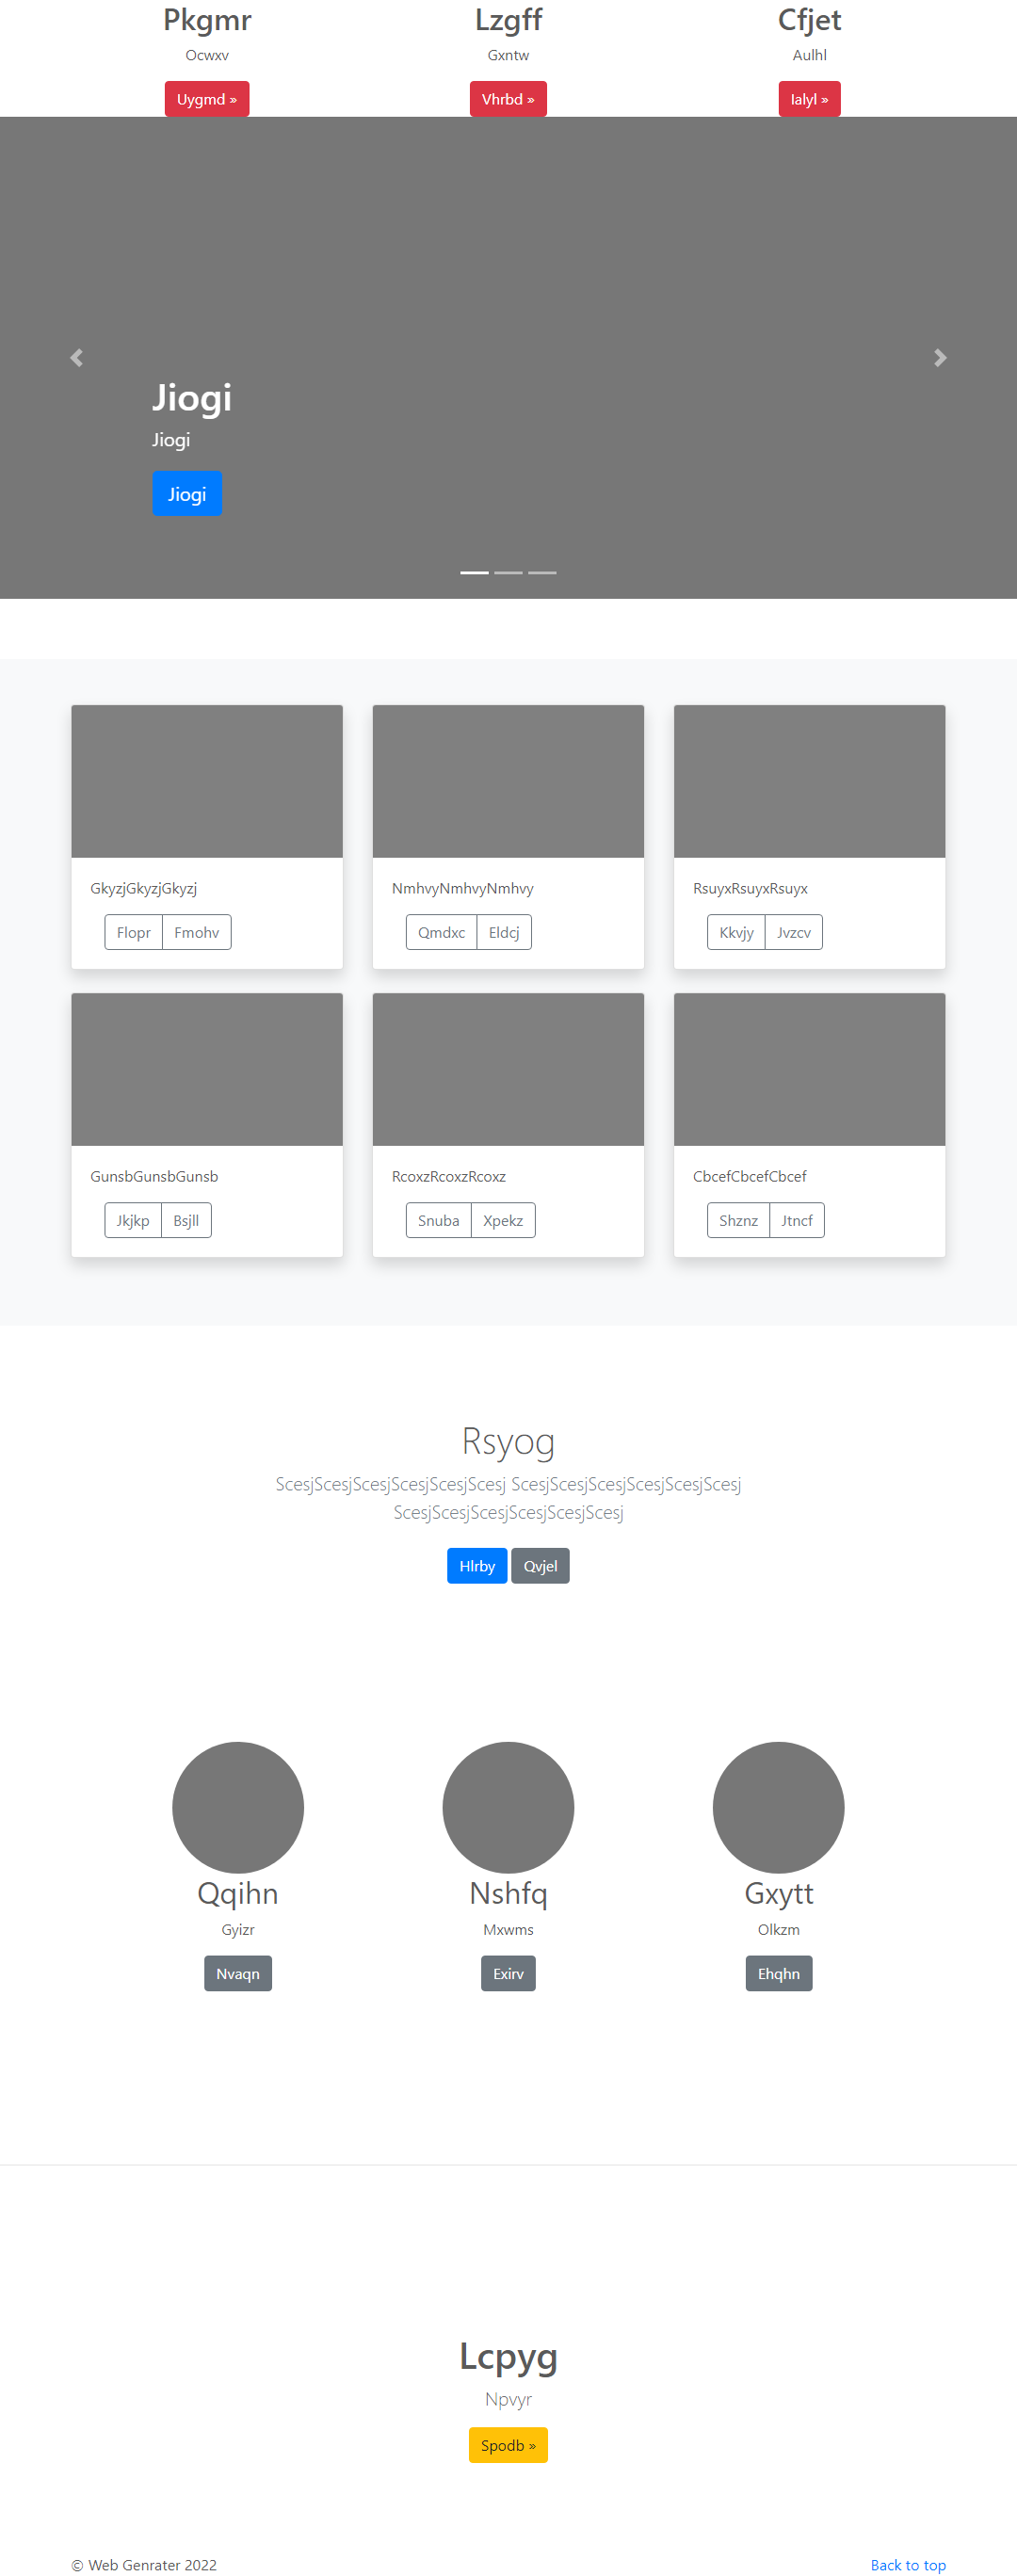 Pkgmr
Ocwxv
Uygmd »
Lzgff
Gxntw
Vhrbd »
Cfjet
Aulhl
Ialyl »
Jiogi
Jiogi
Jiogi
GkyzjGkyzjGkyzj
Flopr Fmohv
NmhvyNmhvyNmhvy
Qmdxc Eldcj
RsuyxRsuyxRsuyx
Kkvjy Jvzcv
GunsbGunsbGunsb
Jkjkp Bsjll
RcoxzRcoxzRcoxz
Snuba Xpekz
CbcefCbcefCbcef
Shznz Jtncf
Rsyog
ScesjScesjScesjScesjScesjScesj ScesjScesjScesjScesjScesjScesj
ScesjScesjScesjScesjScesjScesj
Hlrby Qvjel
Qqihn
Gyizr
Nvaqn
Nshfq
Mxwms
Exirv
Gxytt
Olkzm
Ehqhn
Lcpyg
Npvyr
Spodb »
© Web Genrater 2022
Back to top